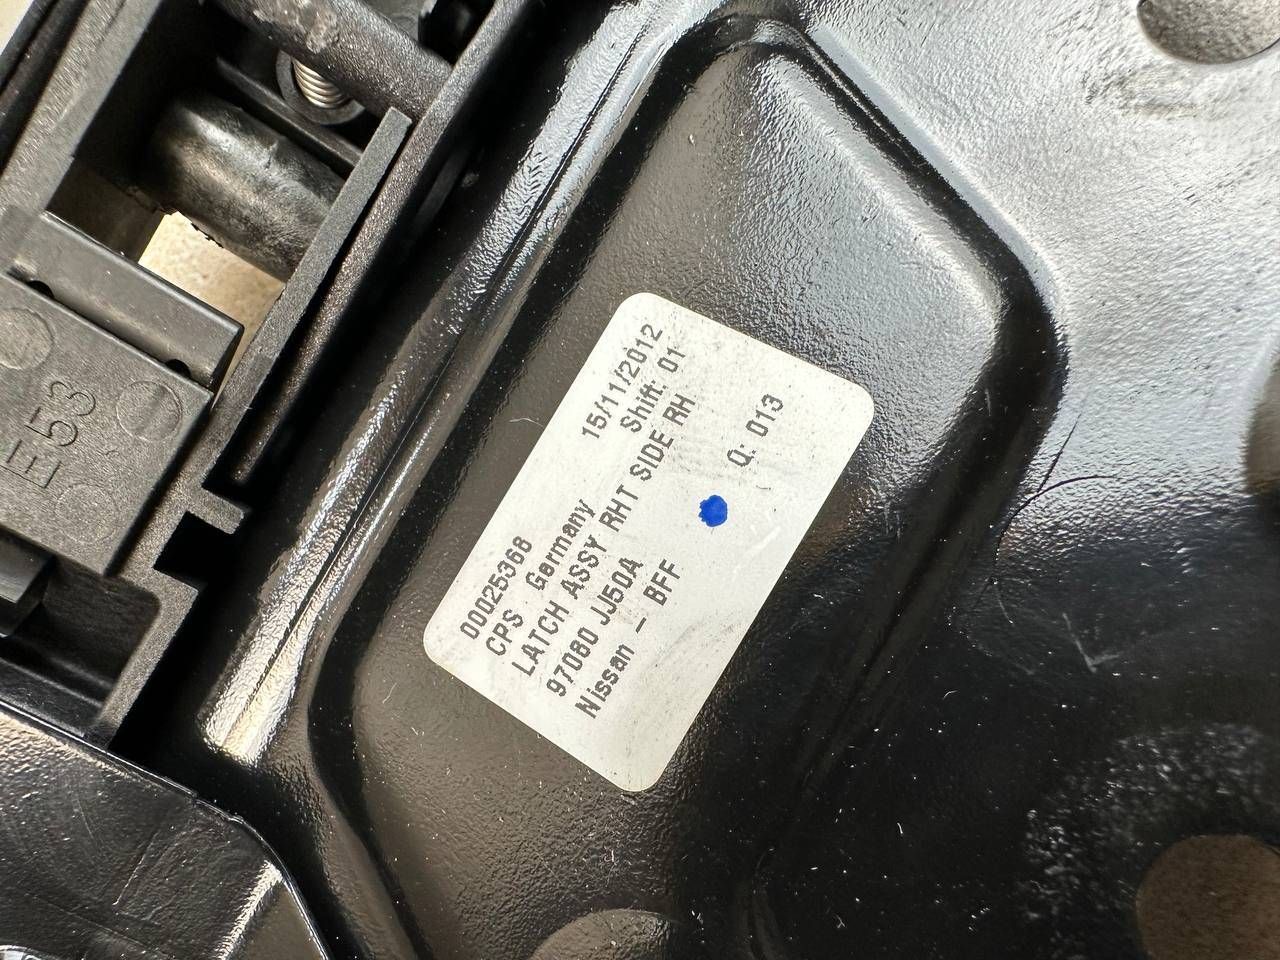 00025368 15/11/2012
CPS Germany Shift: 01
LATCH ASSY RHT SIDE RH
97080 JJ50A
Nissan - BFF Q: 013
E53